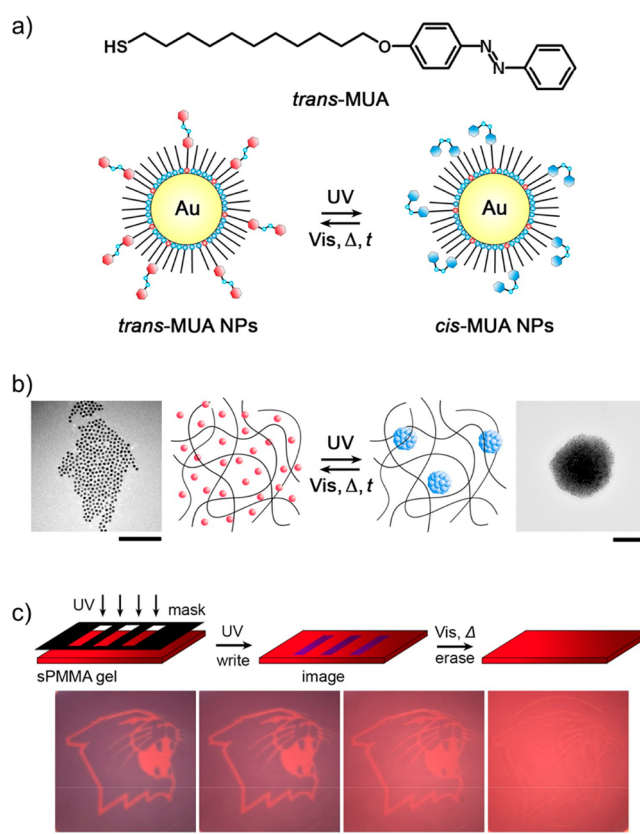 a)
HS
O
N
N
trans-MUA
Au
UV
Vis, Δ, t
Au
trans-MUA NPs
cis-MUA NPs
b)
UV
Vis, Δ, t
c)
UV
mask
sPMMA gel
UV
write
image
Vis, Δ
erase